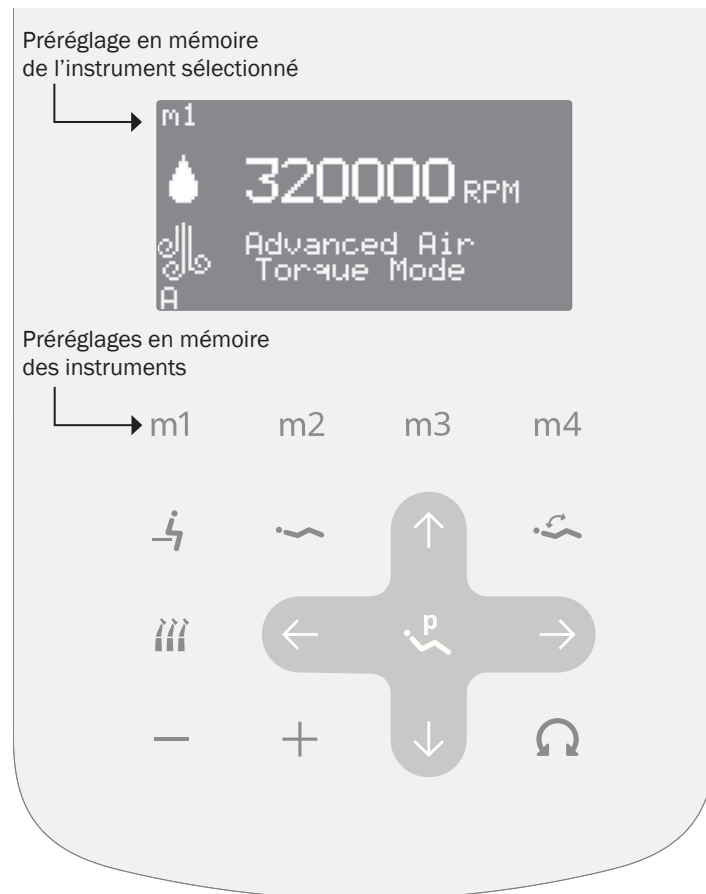 Préréglage en mémoire
de l’instrument sélectionné
m1
320000 RPM
Advanced Air
Torque Mode
A
Préréglages en mémoire
des instruments
m1 m2 m3 m4
p